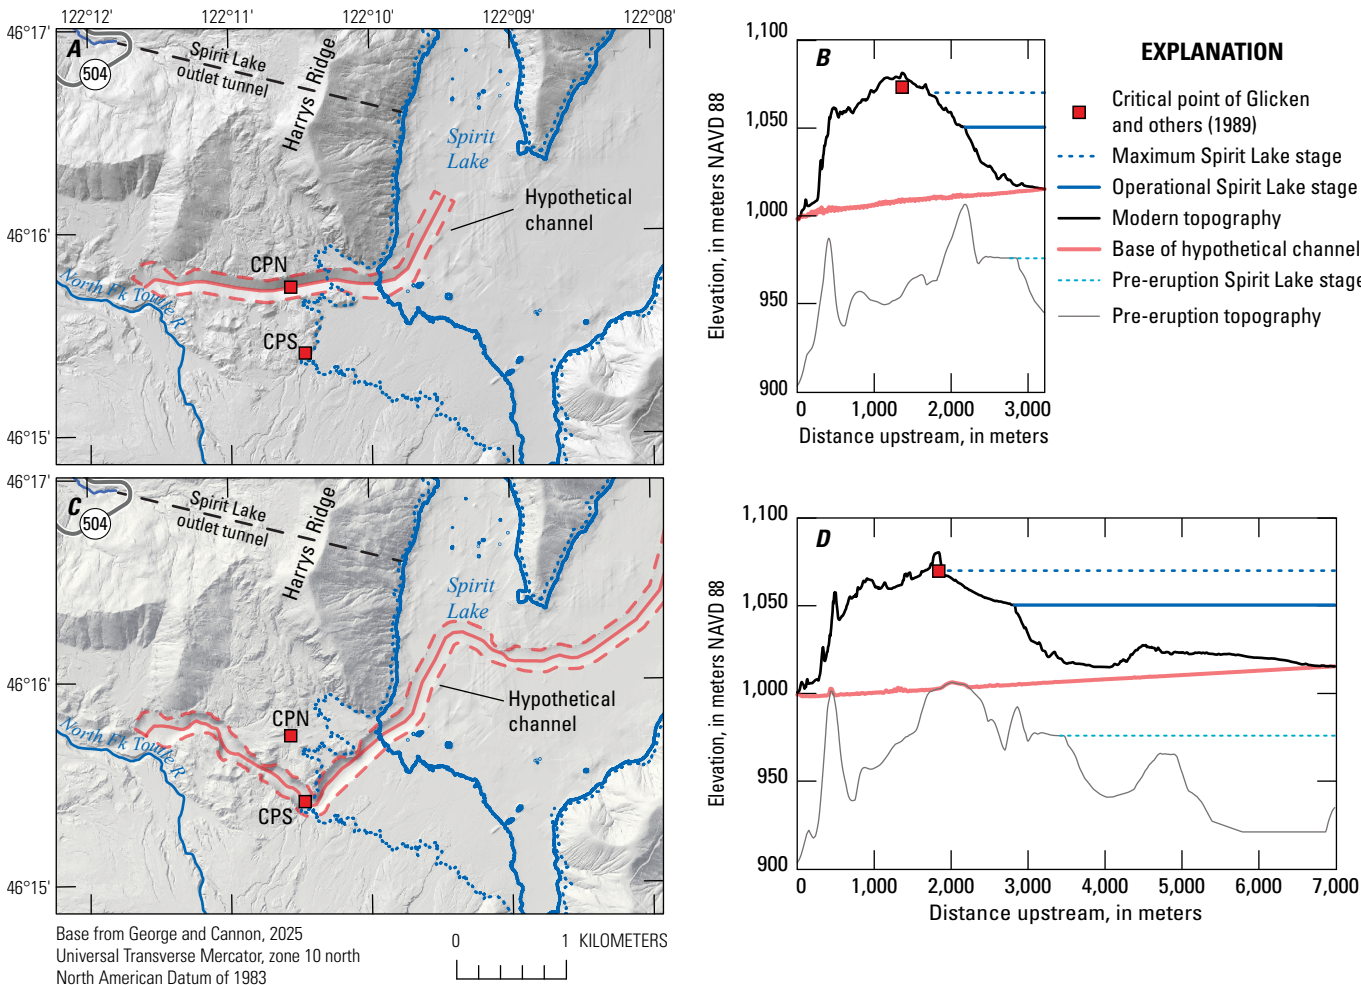 122°12' 122°11' 122°10' 122°09' 122°08'
46°17'
46°16'
46°15'
A
504
Spirit Lake
outlet tunnel
Harrys Ridge
Spirit
Lake
Hypothetical
channel
CPN
CPS
North Fk Toutle R
46°17'
46°16'
46°15'
C
504
Spirit Lake
outlet tunnel
Harrys Ridge
Spirit
Lake
Hypothetical
channel
CPN
CPS
North Fk Toutle R
Base from George and Cannon, 2025
Universal Transverse Mercator, zone 10 north
North American Datum of 1983
0 1 KILOMETERS
B
Elevation, in meters NAVD 88
1,100
1,050
1,000
950
900
0 1,000 2,000 3,000
Distance upstream, in meters
EXPLANATION
Critical point of Glicken
and others (1989)
Maximum Spirit Lake stage
Operational Spirit Lake stage
Modern topography
Base of hypothetical channel
Pre-eruption Spirit Lake stage
Pre-eruption topography
D
Elevation, in meters NAVD 88
1,100
1,050
1,000
950
900
0 1,000 2,000 3,000 4,000 5,000 6,000 7,000
Distance upstream, in meters